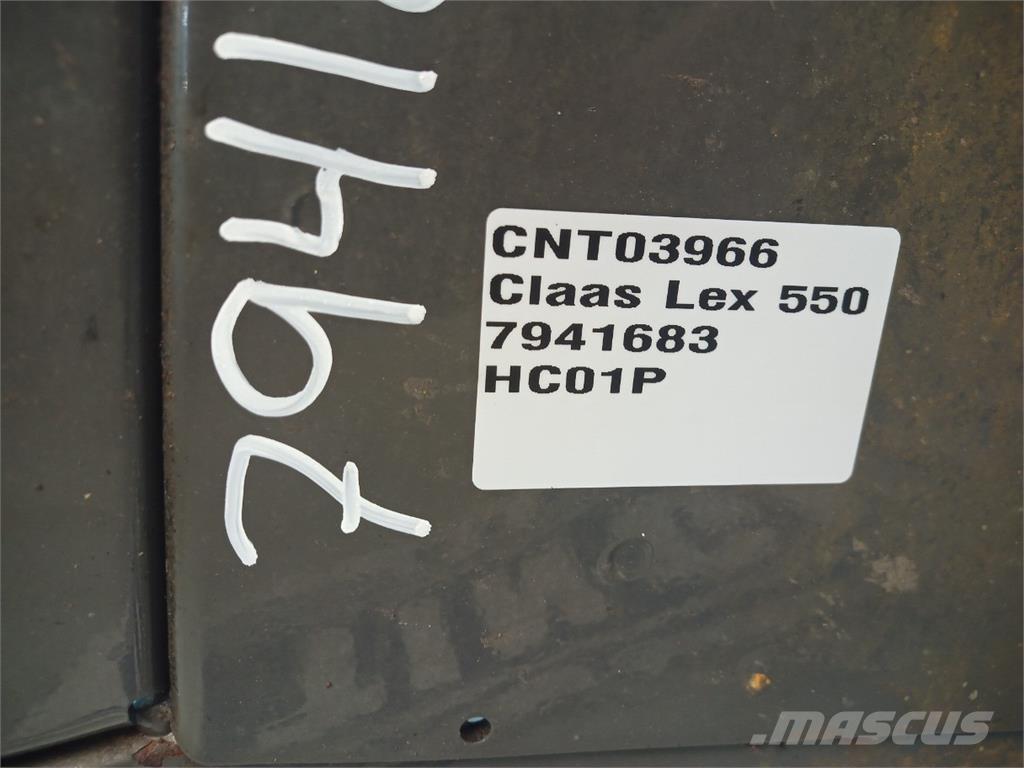 7941
CNT03966
Claas Lex 550
7941683
HC01P
MASCUS